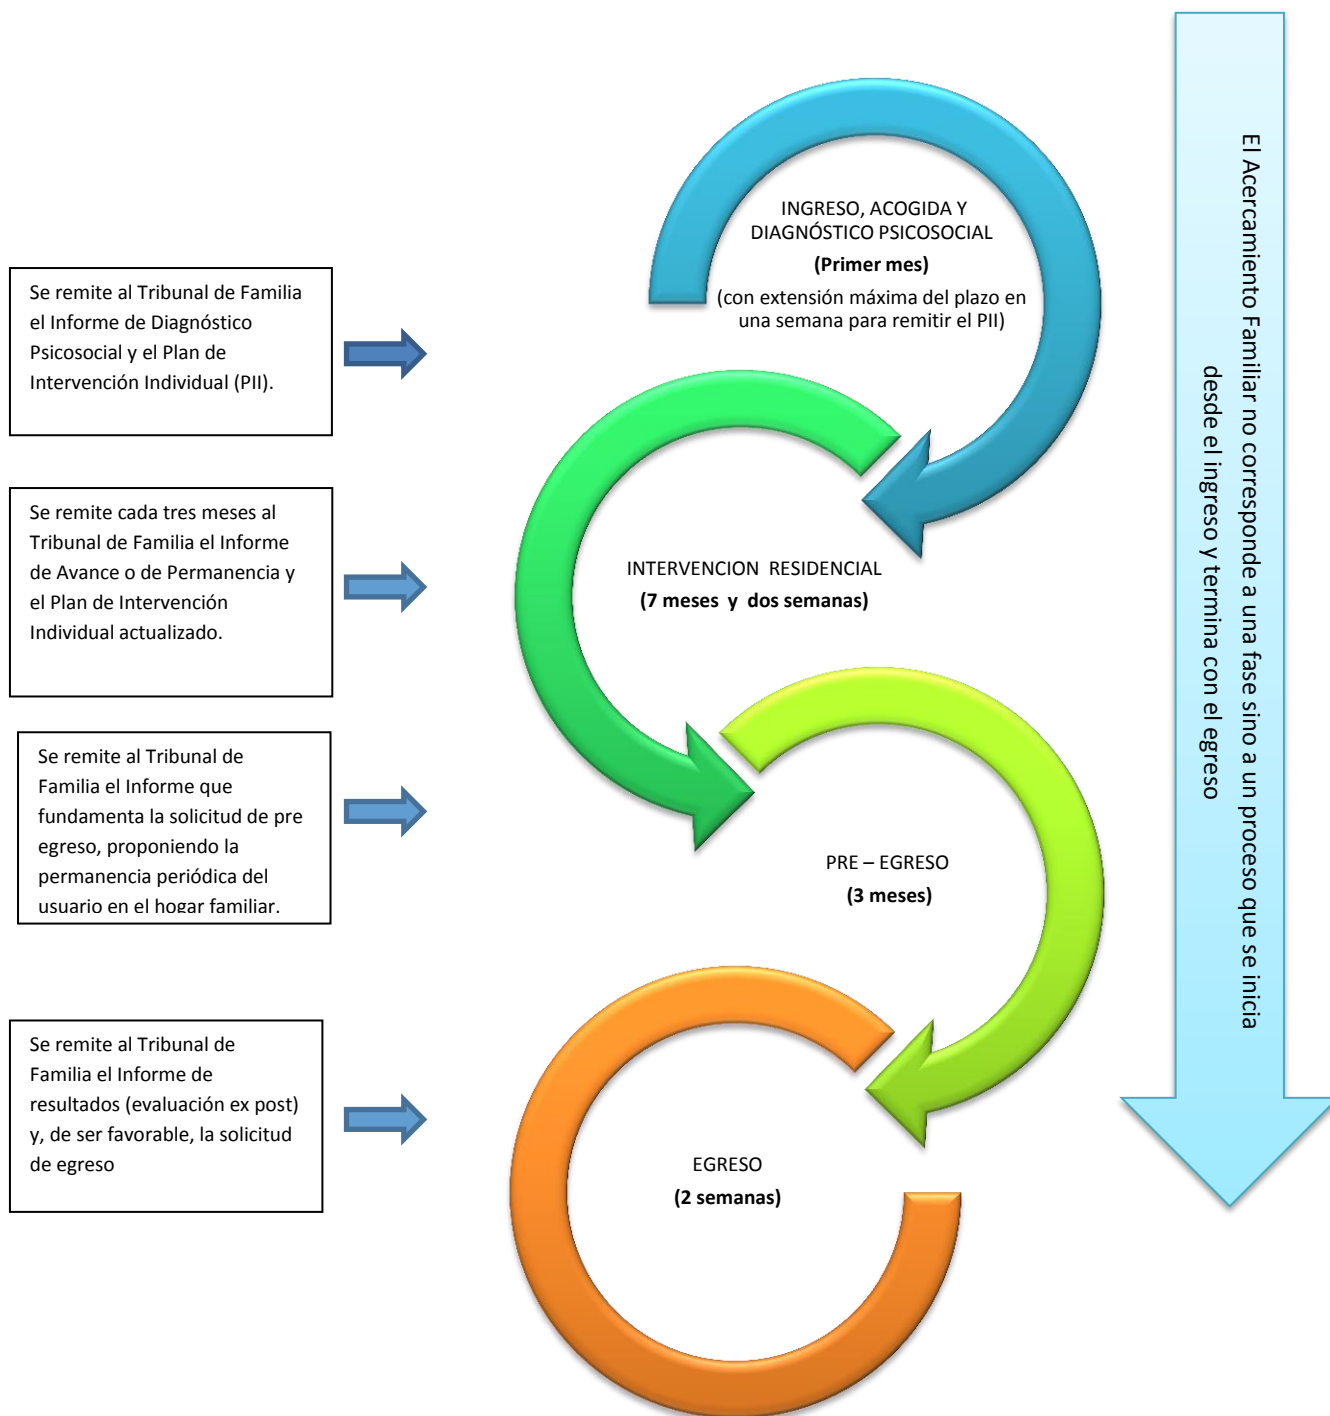 INGRESO, ACOGIDA Y
DIAGNÓSTICO PSICOSOCIAL
(Primer mes)
(con extensión máxima del plazo en
una semana para remitir el PII)
Se remite al Tribunal de Familia
el Informe de Diagnóstico
Psicosocial y el Plan de
Intervención Individual (PII).
INTERVENCION RESIDENCIAL
(7 meses y dos semanas)
Se remite cada tres meses al
Tribunal de Familia el Informe
de Avance o de Permanencia y
el Plan de Intervención
Individual actualizado.
PRE – EGRESO
(3 meses)
Se remite al Tribunal de
Familia el Informe que
fundamenta la solicitud de pre
egreso, proponiendo la
permanencia periódica del
usuario en el hogar familiar.
EGRESO
(2 semanas)
Se remite al Tribunal de
Familia el Informe de
resultados (evaluación ex post)
y, de ser favorable, la solicitud
de egreso
El Acercamiento Familiar no corresponde a una fase sino a un proceso que se inicia
desde el ingreso y termina con el egreso